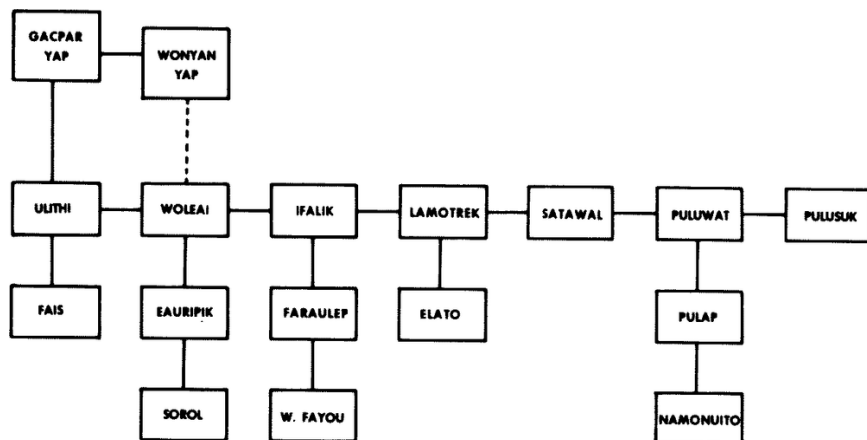 GACPAR
YAP
WONYAN
YAP
ULITHI
WOLEAI
IFALIK
LAMOTREK
SATAWAL
PULUWAT
PULUSUK
FAIS
EAURIPIK
FARAULEP
ELATO
PULAP
SOROL
W. FAYOU
NAMONUITO